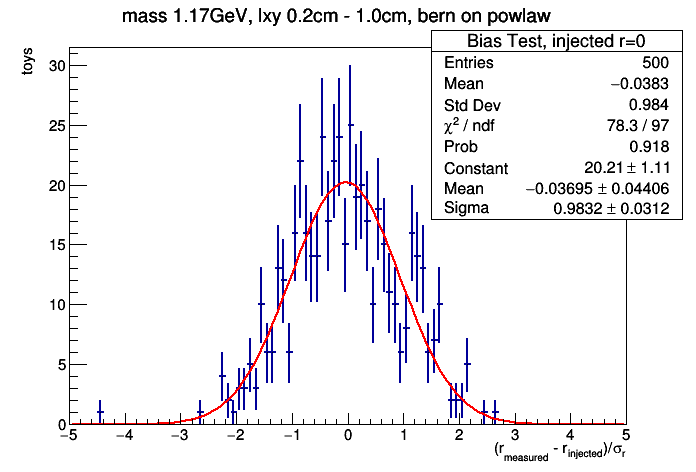 mass 1.17GeV, lxy 0.2cm - 1.0cm, bern on powlaw
Bias Test, injected r=0
Entries 500
Mean −0.0383
Std Dev 0.984
χ² / ndf 78.3 / 97
Prob 0.918
Constant 20.21 ± 1.11
Mean −0.03695 ± 0.04406
Sigma 0.9832 ± 0.0312
toys
30
25
20
15
10
5
0
−5 −4 −3 −2 −1 0 1 2 3 4 5
(r_measured - r_injected)/σ_r